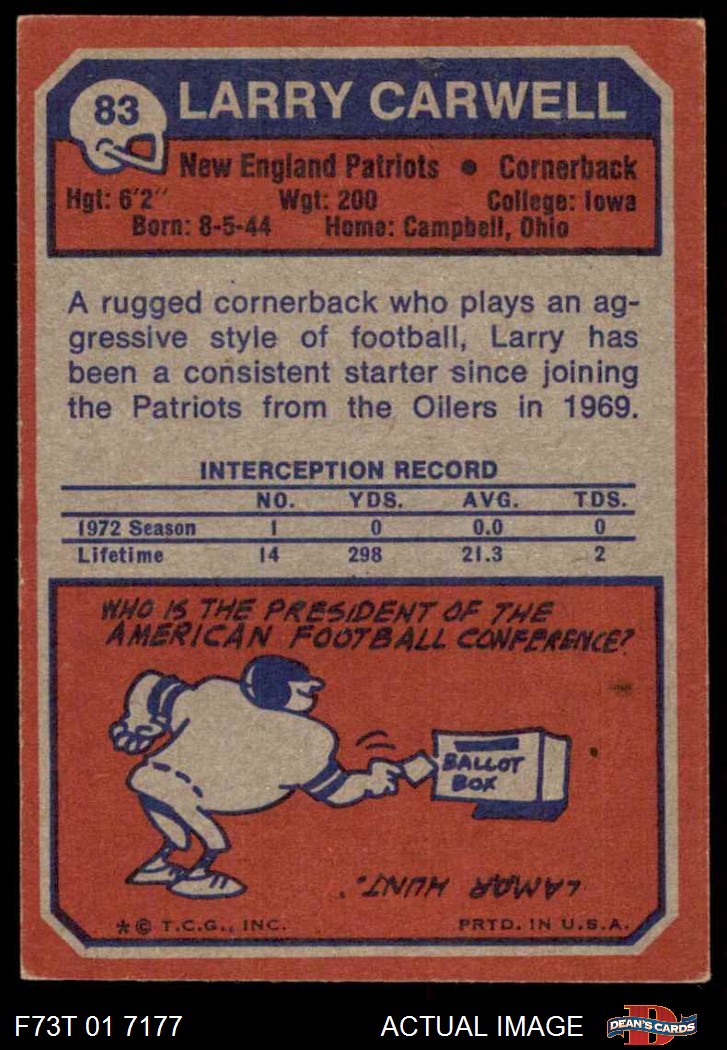 83 LARRY CARWELL
New England Patriots • Cornerback
Hgt: 6'2" Wgt: 200 College: Iowa
Born: 8-5-44 Home: Campbell, Ohio
A rugged cornerback who plays an ag-
gressive style of football, Larry has
been a consistent starter since joining
the Patriots from the Oilers in 1969.
INTERCEPTION RECORD
NO. YDS. AVG. TDS.
1972 Season 1 0 0.0 0
Lifetime 14 298 21.3 2
WHO IS THE PRESIDENT OF THE
AMERICAN FOOTBALL CONFERENCE?
BALLOT
BOX
LAMAR HUNT.
*© T.C.G., INC. PRTD. IN U.S.A.
F73T 01 7177 ACTUAL IMAGE D DEAN'S CARDS